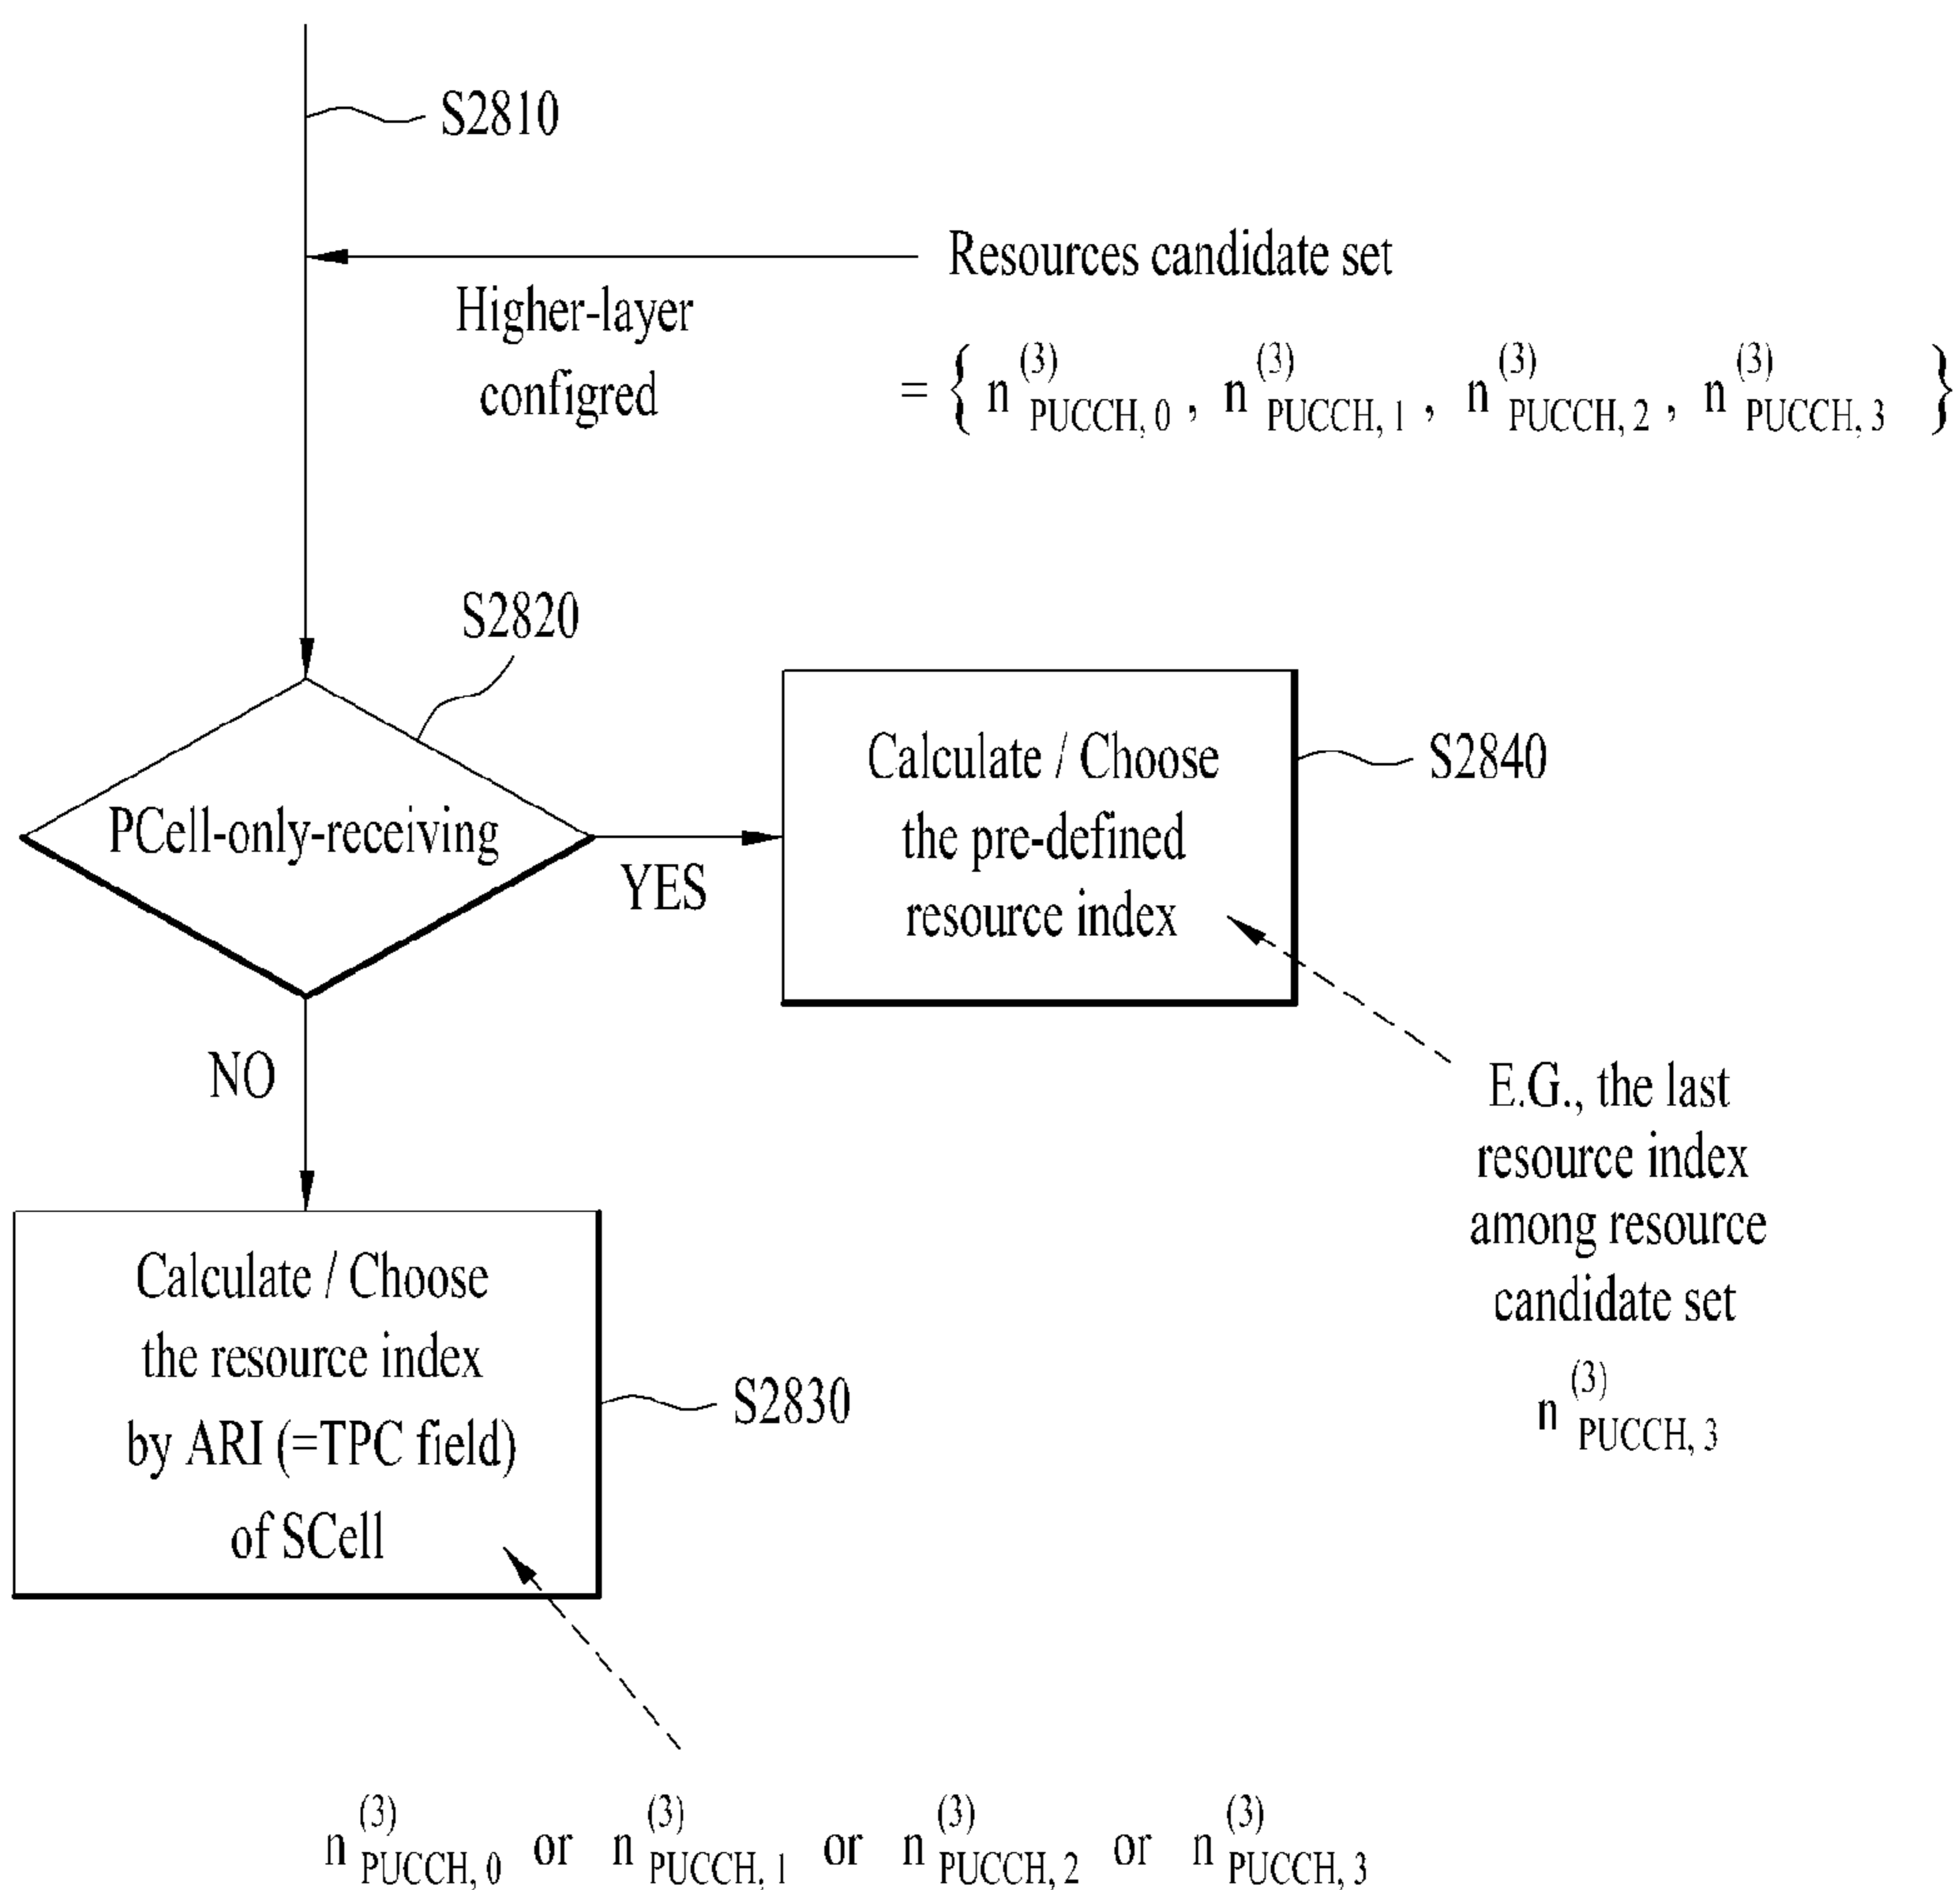 S2810
Resources candidate set
Higher-layer
configred
= { n^{(3)}_{PUCCH, 0} , n^{(3)}_{PUCCH, 1} , n^{(3)}_{PUCCH, 2} , n^{(3)}_{PUCCH, 3} }
S2820
PCell-only-receiving
YES
Calculate / Choose
the pre-defined
resource index
S2840
NO
E.G., the last
resource index
among resource
candidate set
n^{(3)}_{PUCCH, 3}
Calculate / Choose
the resource index
by ARI (=TPC field)
of SCell
S2830
n^{(3)}_{PUCCH, 0} or n^{(3)}_{PUCCH, 1} or n^{(3)}_{PUCCH, 2} or n^{(3)}_{PUCCH, 3}